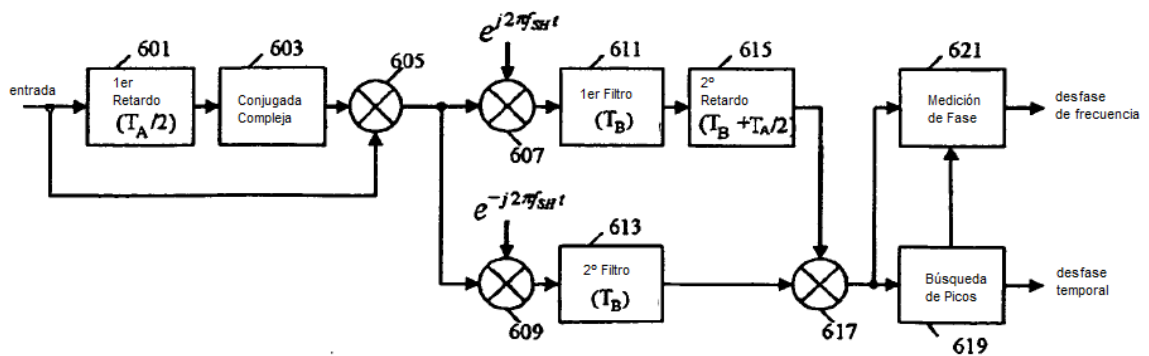 e^{j2πf_{SH}t}
601
603
605
611
615
621
entrada
1er
Retardo
(T_A/2)
Conjugada
Compleja
1er Filtro
(T_B)
2º
Retardo
(T_B + T_A/2)
Medición
de Fase
desfase
de frecuencia
607
e^{-j2πf_{SH}t}
613
2º Filtro
(T_B)
Búsqueda
de Picos
desfase
temporal
609
617
619